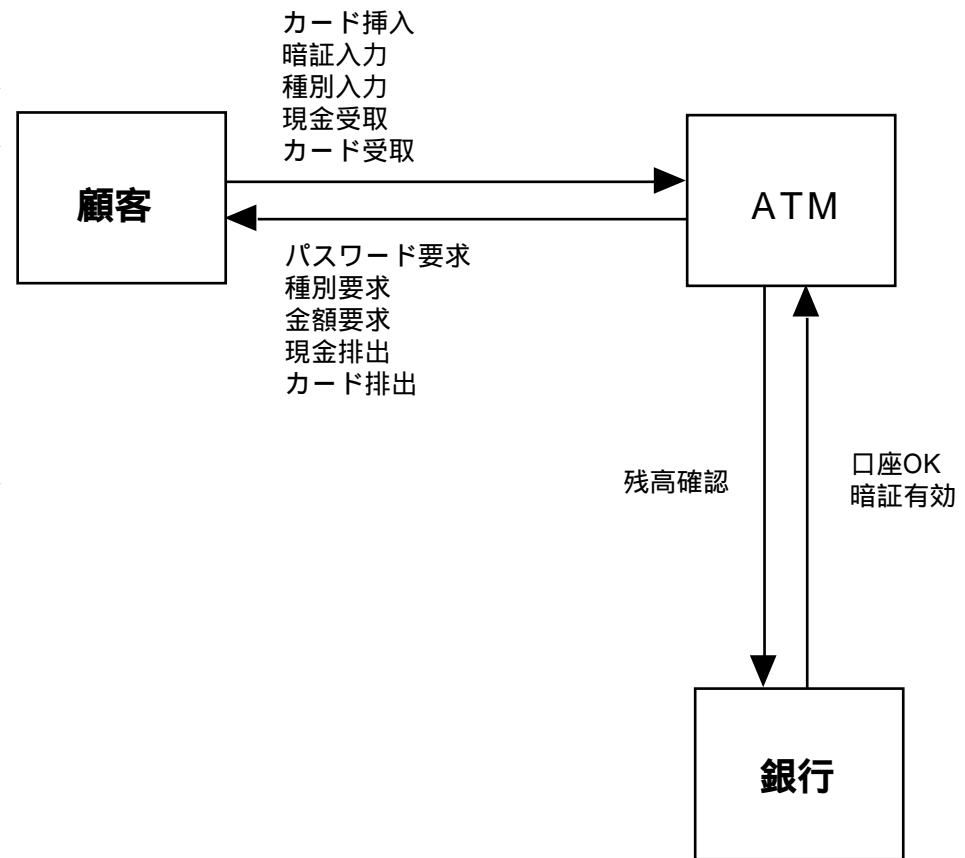 カード挿入
暗証入力
種別入力
現金受取
カード受取
顧客
ATM
パスワード要求
種別要求
金額要求
現金排出
カード排出
残高確認
口座OK
暗証有効
銀行